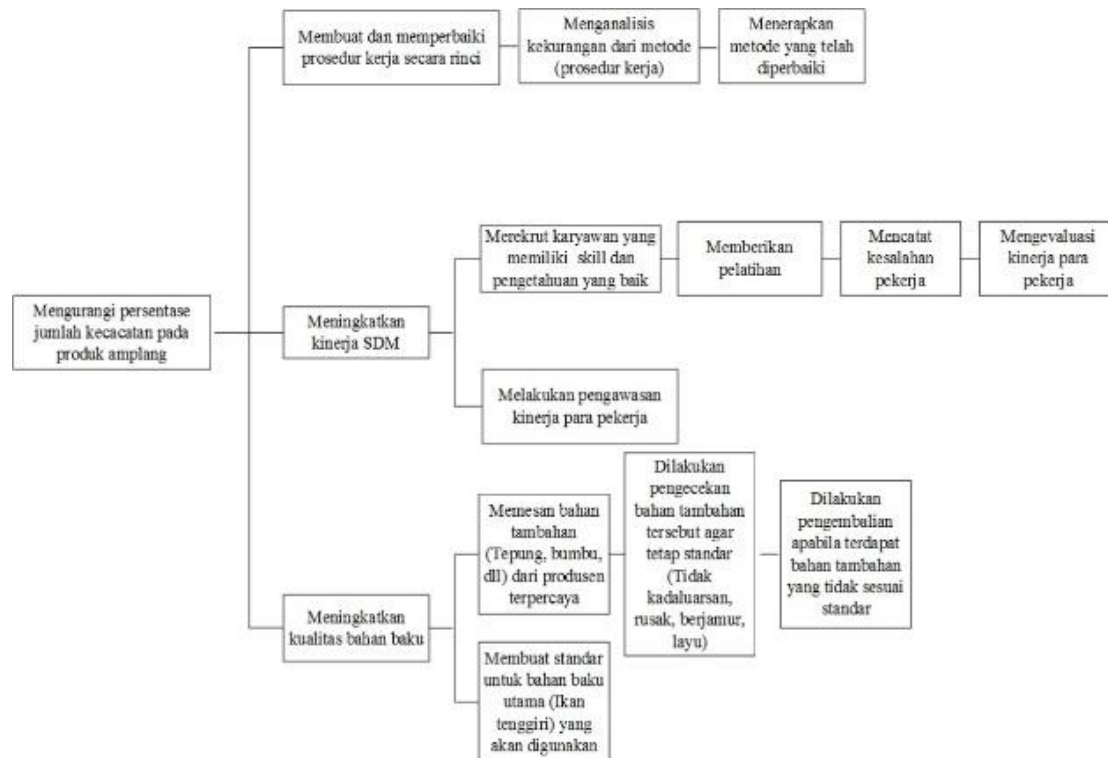 Membuat dan memperbaiki
prosedur kerja secara rinci
Menganalisis
kekurangan dari metode
(prosedur kerja)
Menerapkan
metode yang telah
diperbaiki
Mengurangi persentase
jumlah kecacatan pada
produk amplang
Meningkatkan
kinerja SDM
Merekrut karyawan yang
memiliki skill dan
pengetahuan yang baik
Memberikan
pelatihan
Mencatat
kesalahan
pekerja
Mengevaluasi
kinerja para
pekerja
Melakukan pengawasan
kinerja para pekerja
Meningkatkan
kualitas bahan baku
Memesan bahan
tambahan
(Tepung, bumbu,
dll) dari produsen
terpercaya
Dilakukan
pengecekan
bahan tambahan
tersebut agar
tetap standar
(Tidak
kadaluarsan,
rusak, berjamur,
layu)
Dilakukan
pengembalian
apabila terdapat
bahan tambahan
yang tidak sesuai
standar
Membuat standar
untuk bahan baku
utama (Ikan
tenggiri) yang
akan digunakan